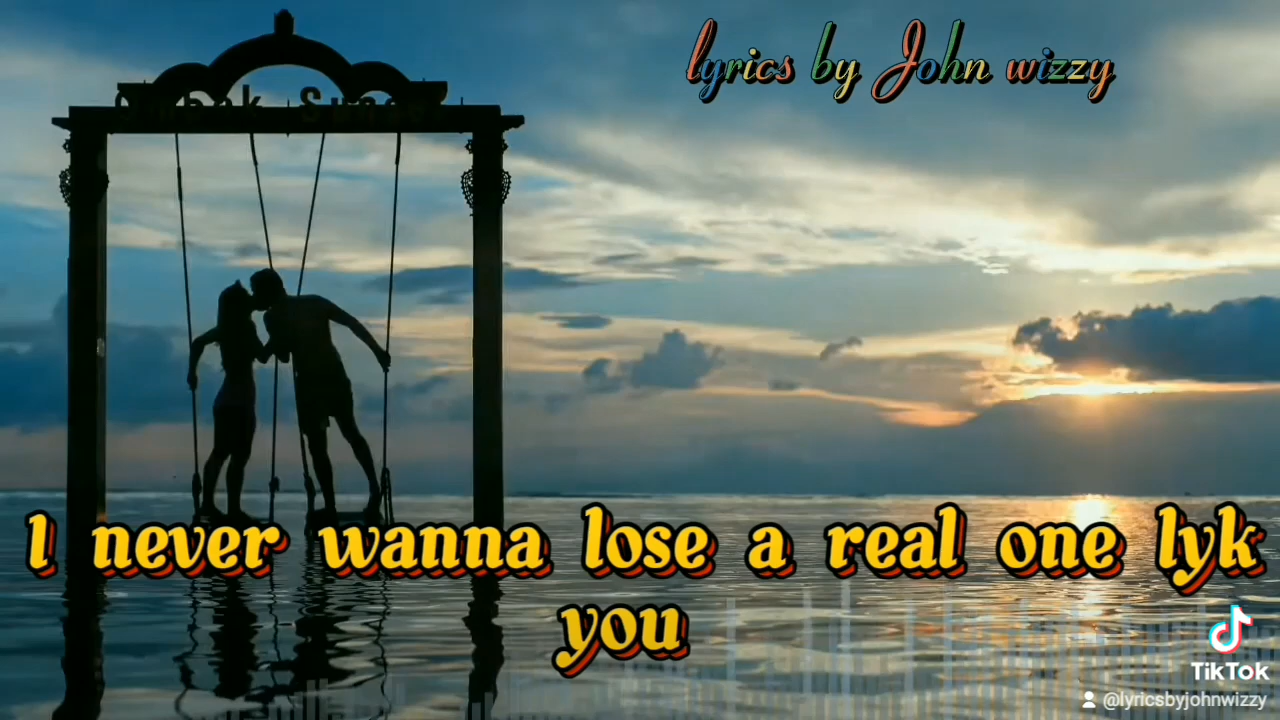 lyrics by John wizzy
I never wanna lose a real one lyk
you
TikTok
@lyricsbyjohnwizzy